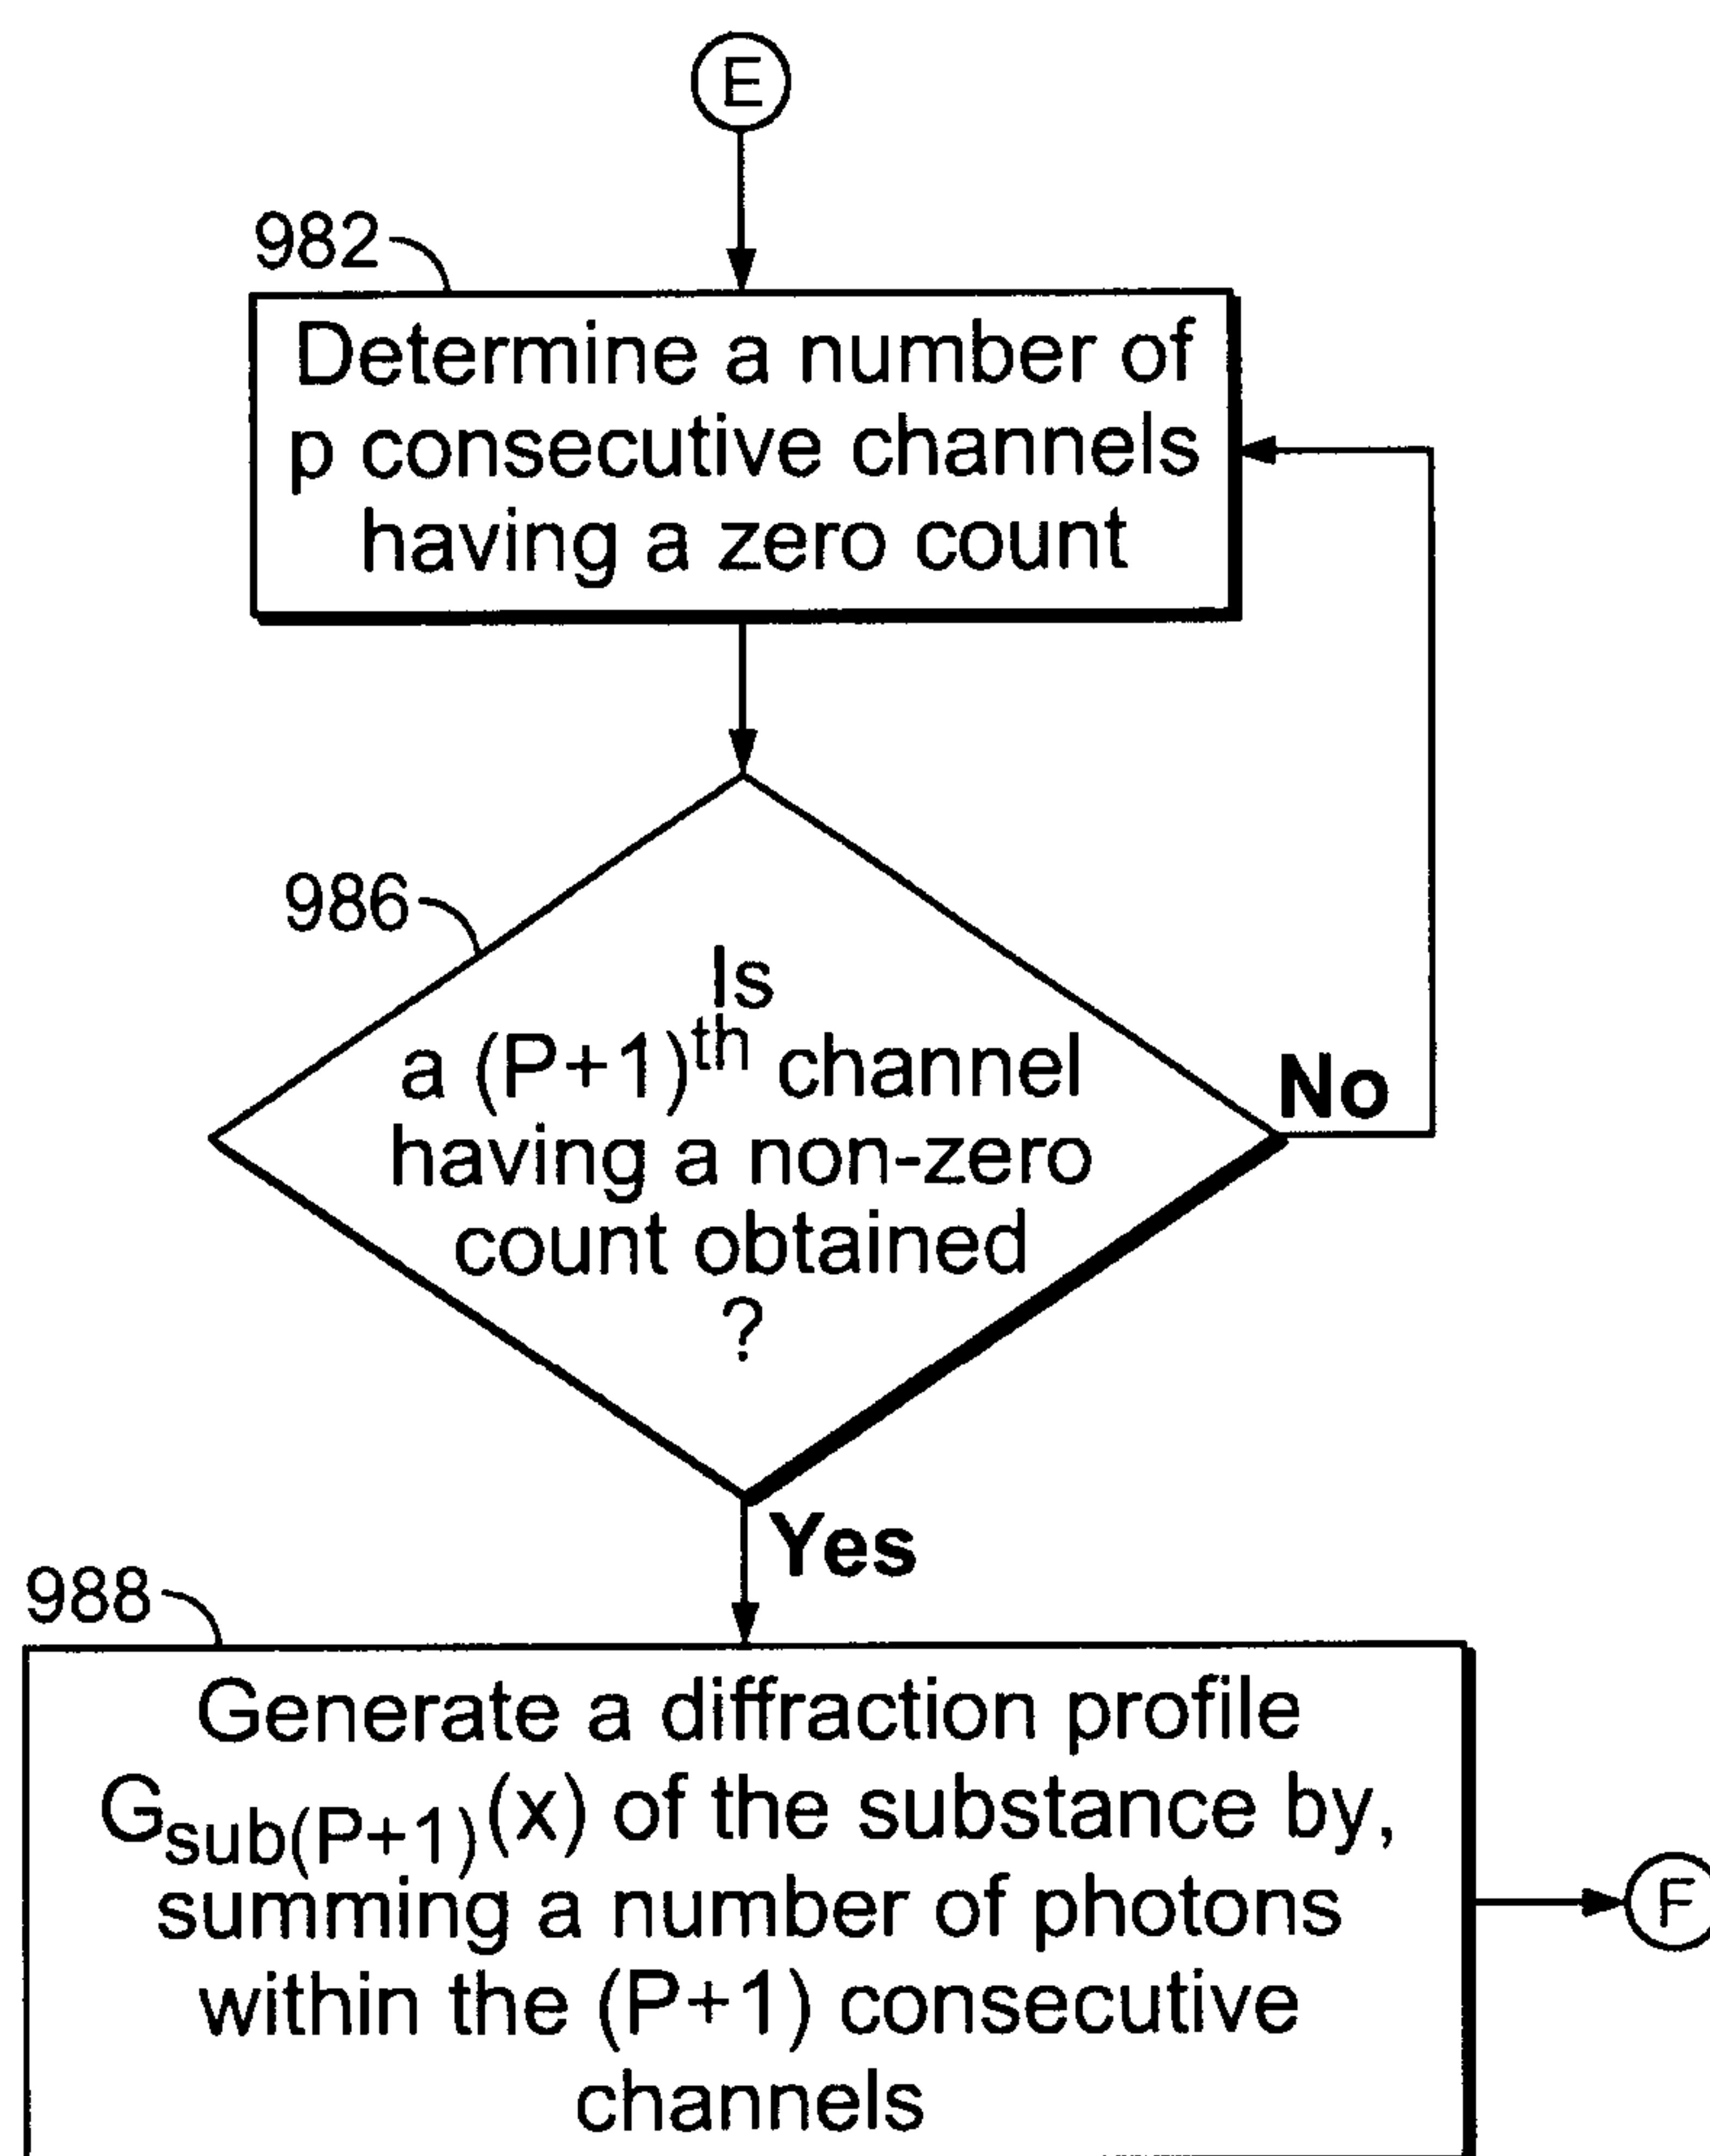 E
982
Determine a number of
p consecutive channels
having a zero count
986
Is
a (P+1)th channel
having a non-zero
count obtained
?
No
Yes
988
Generate a diffraction profile
Gsub(P+1)(x) of the substance by,
summing a number of photons
within the (P+1) consecutive
channels
F